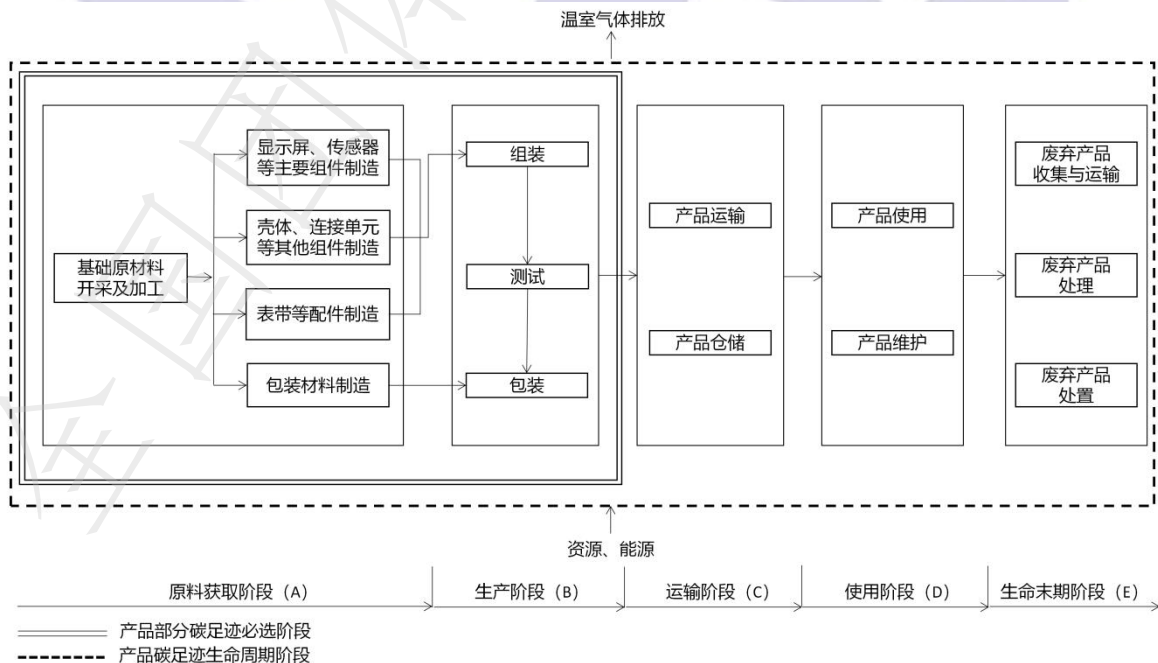 温室气体排放
显示屏、传感器
等主要组件制造
壳体、连接单元
等其他组件制造
基础原材料
开采及加工
表带等配件制造
包装材料制造
组装
测试
包装
产品运输
产品仓储
产品使用
产品维护
废弃产品
收集与运输
废弃产品
处理
废弃产品
处置
资源、能源
原料获取阶段（A）
生产阶段（B）
运输阶段（C）
使用阶段（D）
生命末期阶段（E）
产品部分碳足迹必选阶段
产品碳足迹生命周期阶段
全国团体